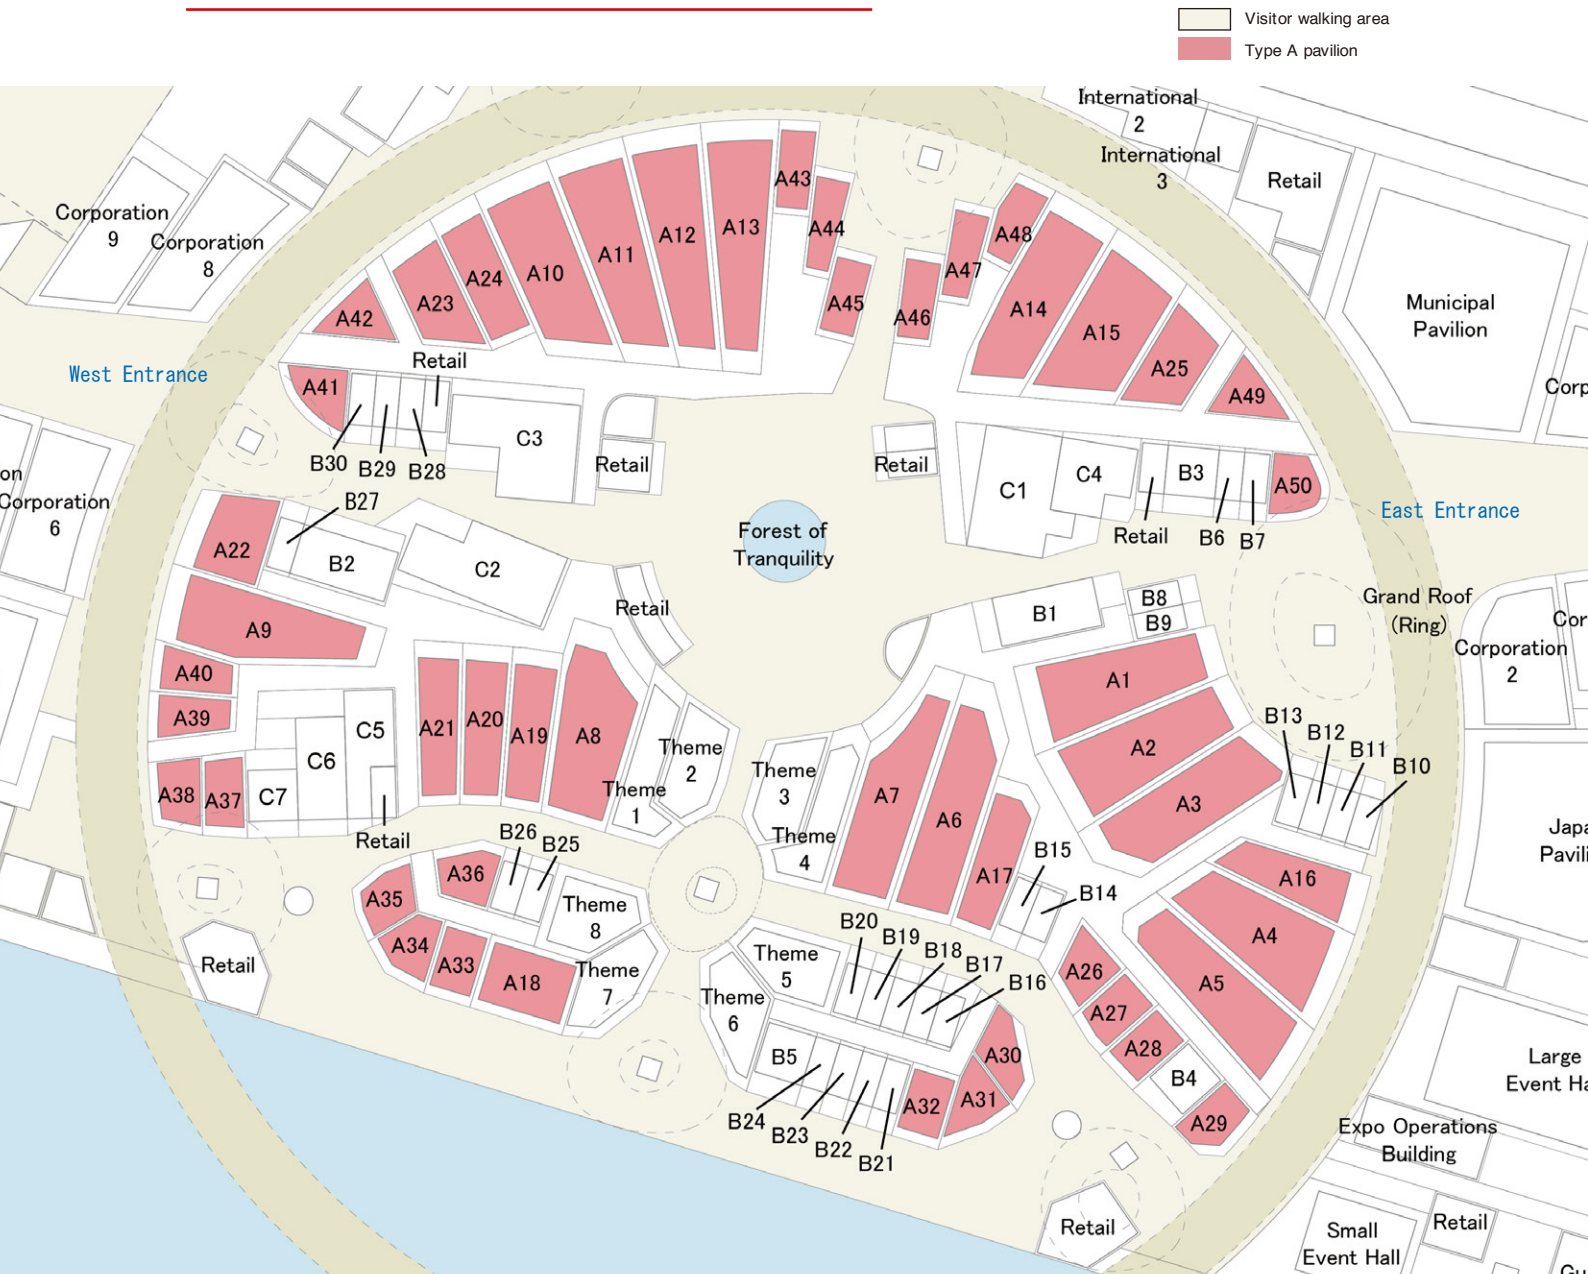 Visitor walking area
Type A pavilion
International
2
International
3
Retail
Municipal
Pavilion
Corporation
9
Corporation
8
A43
A44
A45
A13
A12
A11
A10
A24
A23
A42
A48
A47
A46
A14
A15
A25
A49
West Entrance
Retail
A41
B30
B29
B28
C3
Retail
Retail
C1
C4
B3
A50
Retail
B6
B7
East Entrance
Corporation
6
B27
A22
B2
C2
Forest of
Tranquility
Retail
B1
B8
B9
Grand Roof
(Ring)
Corporation
2
A9
A40
A39
A38
A37
C7
C6
C5
Retail
A21
A20
A19
A8
Theme
1
Theme
2
Theme
3
Theme
4
A7
A6
A17
A1
A2
A3
B13
B12
B11
B10
B15
B14
A16
A4
A5
B26
B25
A36
A35
A34
A33
A18
Theme
8
Theme
7
Theme
5
Theme
6
B20
B19
B18
B17
B16
B5
B24
B23
B22
B21
A32
A31
A30
A26
A27
A28
B4
A29
Retail
Retail
Large
Expo Operations
Building
Small
Event Hall
Retail